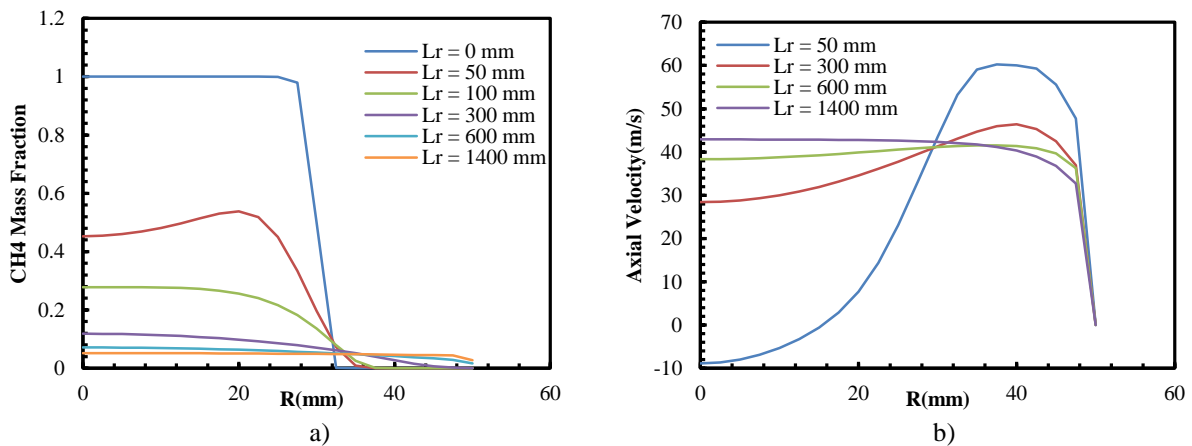 CH4 Mass Fraction
1.2
1
0.8
0.6
0.4
0.2
0
0
20
40
60
R(mm)
Lr = 0 mm
Lr = 50 mm
Lr = 100 mm
Lr = 300 mm
Lr = 600 mm
Lr = 1400 mm
a)
Axial Velocity(m/s)
70
60
50
40
30
20
10
0
-10
0
20
40
60
R(mm)
Lr = 50 mm
Lr = 300 mm
Lr = 600 mm
Lr = 1400 mm
b)